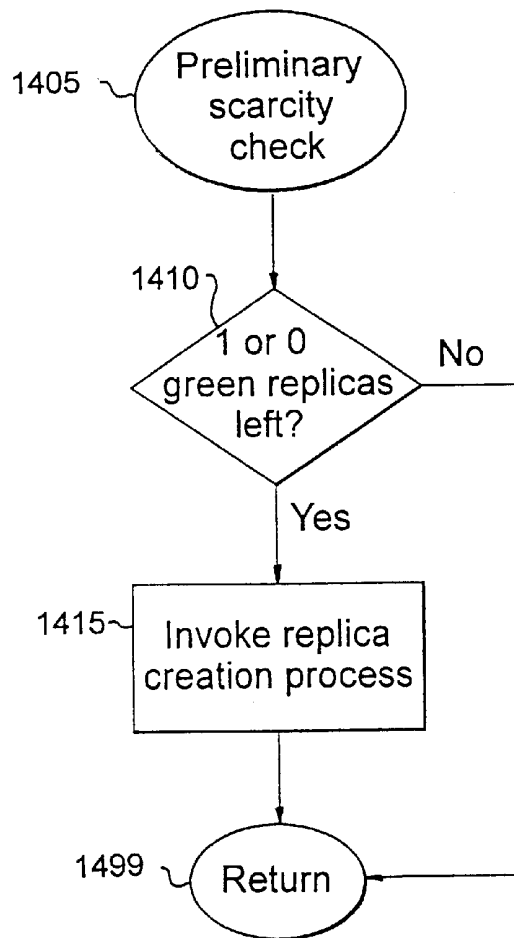 1405
Preliminary
scarcity
check
1410
1 or 0
green replicas
left?
No
Yes
1415
Invoke replica
creation process
1499
Return